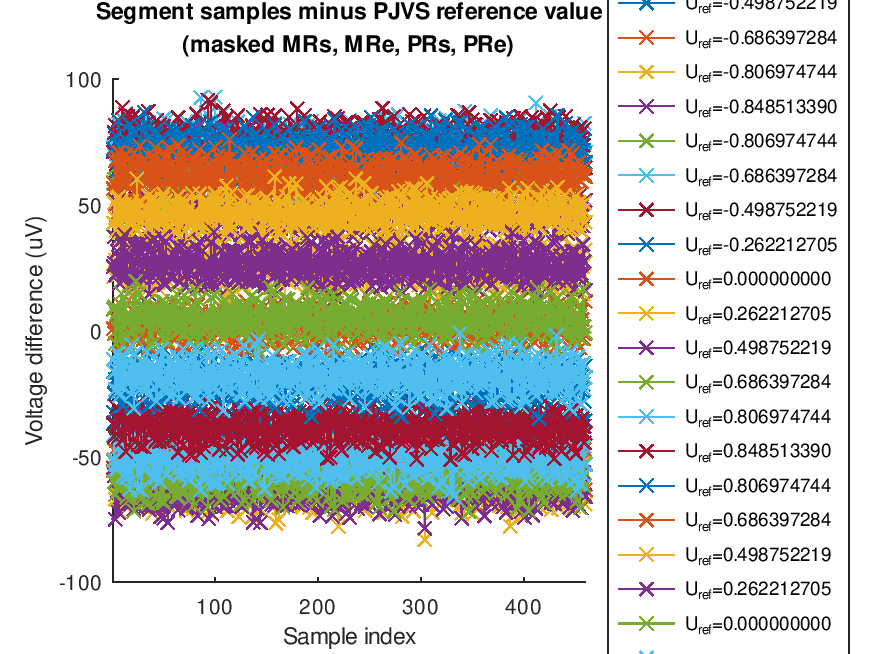 Segment samples minus PJVS reference value
(masked MRs, MRe, PRs, PRe)
100
50
0
-50
-100
100
200
300
400
Voltage difference (uV)
Sample index
Uref=-0.498752219
Uref=-0.686397284
Uref=-0.806974744
Uref=-0.848513390
Uref=-0.806974744
Uref=-0.686397284
Uref=-0.498752219
Uref=-0.262212705
Uref=0.000000000
Uref=0.262212705
Uref=0.498752219
Uref=0.686397284
Uref=0.806974744
Uref=0.848513390
Uref=0.806974744
Uref=0.686397284
Uref=0.498752219
Uref=0.262212705
Uref=0.000000000